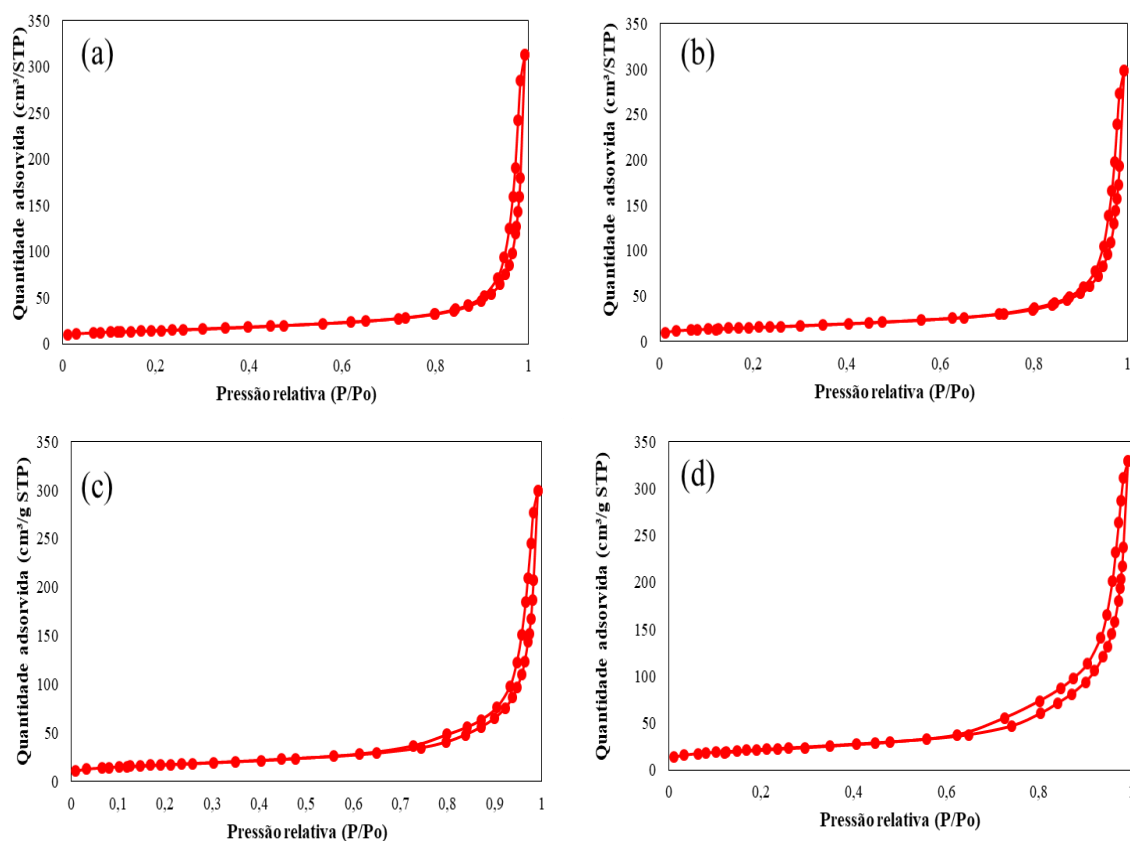 (a)
Quantidade adsorvida (cm³/STP)
350
300
250
200
150
100
50
0
0 0,2 0,4 0,6 0,8 1
Pressão relativa (P/Po)
(b)
Quantidade adsorvida (cm³/STP)
350
300
250
200
150
100
50
0
0 0,2 0,4 0,6 0,8 1
Pressão relativa (P/Po)
(c)
Quantidade adsorvida (cm³/g STP)
350
300
250
200
150
100
50
0
0 0,1 0,2 0,3 0,4 0,5 0,6 0,7 0,8 0,9 1
Pressão relativa (P/Po)
(d)
Quantidade adsorvida (cm³/g STP)
350
300
250
200
150
100
50
0
0 0,2 0,4 0,6 0,8 1
Pressão relativa (P/Po)